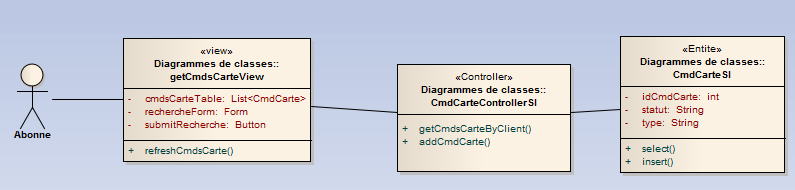 Abonne
«view»
Diagrammes de classes::
getCmdsCarteView
- cmdsCarteTable: List<CmdCarte>
- rechercheForm: Form
- submitRecherche: Button
+ refreshCmdsCarte()
«Controller»
Diagrammes de classes::
CmdCarteControllerSI
+ getCmdsCarteByClient()
+ addCmdCarte()
«Entite»
Diagrammes de classes::
CmdCarteSI
- idCmdCarte: int
- statut: String
- type: String
+ select()
+ insert()